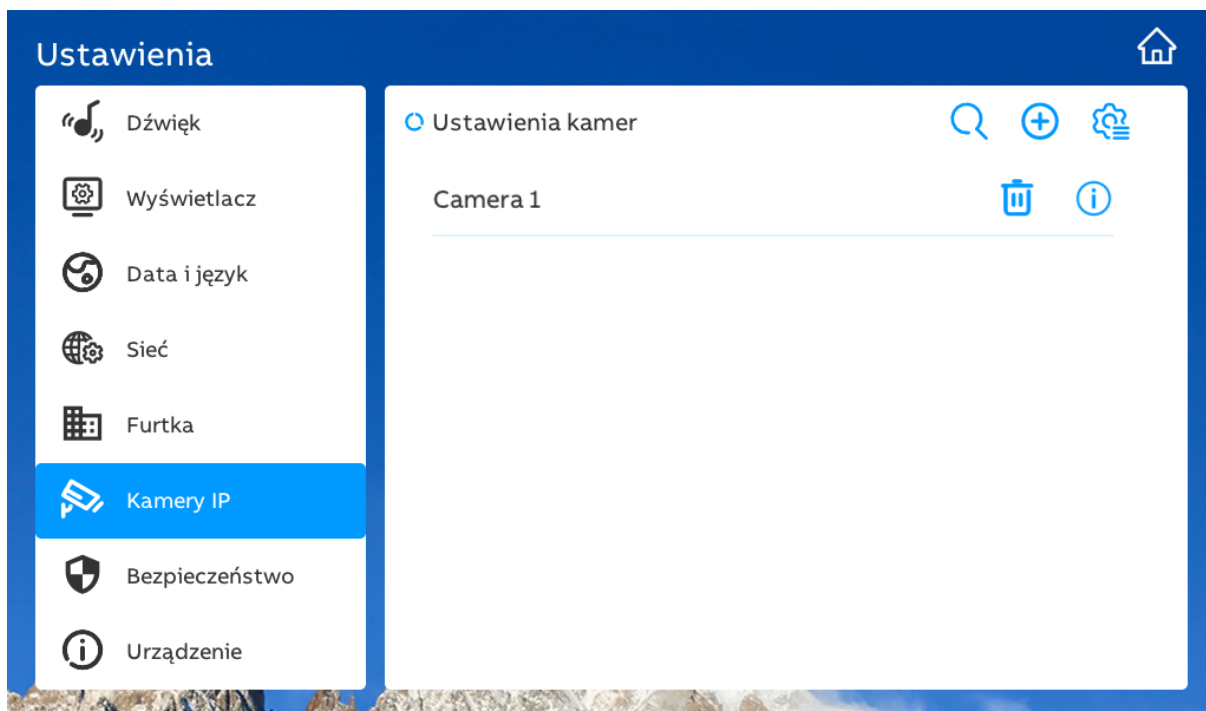 Ustawienia
Dźwięk
Wyświetlacz
Data i język
Sieć
Furtka
Kamery IP
Bezpieczeństwo
Urządzenie
Ustawienia kamer
Camera 1